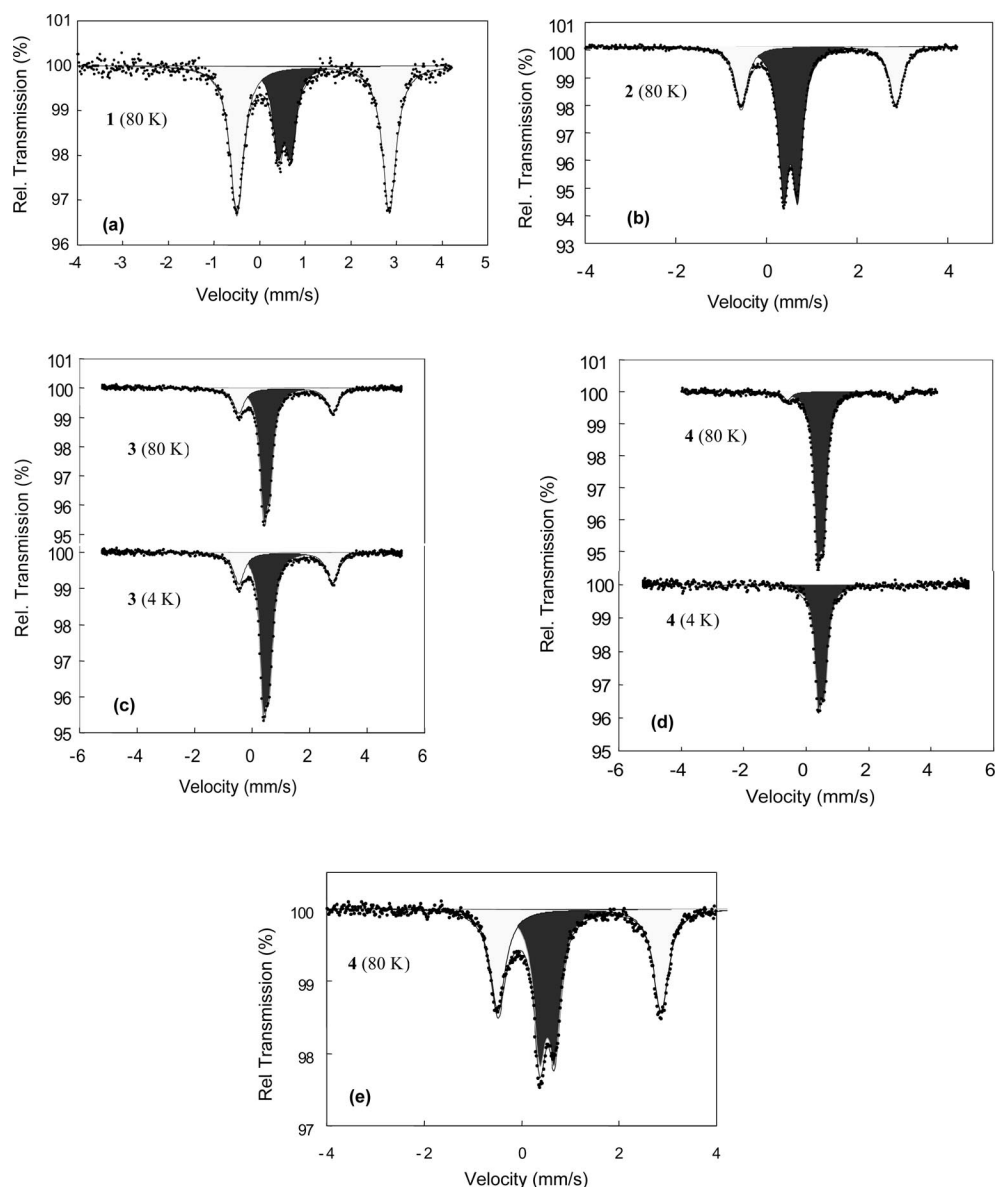 101
100
99
98
97
96
Rel. Transmission (%)
1 (80 K)
(a)
-4 -3 -2 -1 0 1 2 3 4 5
Velocity (mm/s)
101
100
99
98
97
96
95
94
93
Rel. Transmission (%)
2 (80 K)
(b)
-4 -2 0 2 4
Velocity (mm/s)
101
100
99
98
97
96
95
100
99
98
97
96
95
Rel. Transmission (%)
3 (80 K)
3 (4 K)
(c)
-6 -4 -2 0 2 4 6
Velocity (mm/s)
101
100
99
98
97
96
95
100
99
98
97
96
95
Rel. Transmission (%)
4 (80 K)
4 (4 K)
(d)
-6 -4 -2 0 2 4 6
Velocity (mm/s)
100
99
98
97
Rel Transmission (%)
4 (80 K)
(e)
-4 -2 0 2 4
Velocity (mm/s)